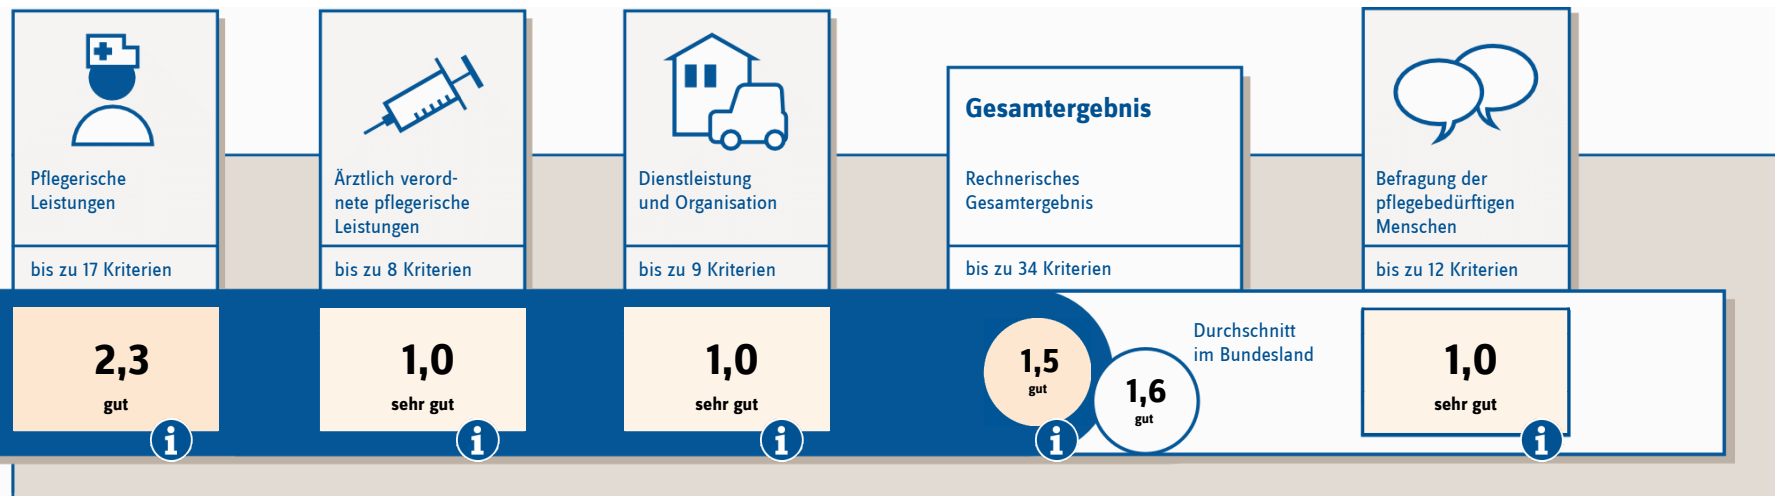 Pflegerische
Leistungen
bis zu 17 Kriterien
2,3
gut
Ärztlich verord-
nete pflegerische
Leistungen
bis zu 8 Kriterien
1,0
sehr gut
Dienstleistung
und Organisation
bis zu 9 Kriterien
1,0
sehr gut
Gesamtergebnis
Rechnerisches
Gesamtergebnis
bis zu 34 Kriterien
1,5
gut
1,6
gut
Durchschnitt
im Bundesland
Befragung der
pflegebedürftigen
Menschen
bis zu 12 Kriterien
1,0
sehr gut